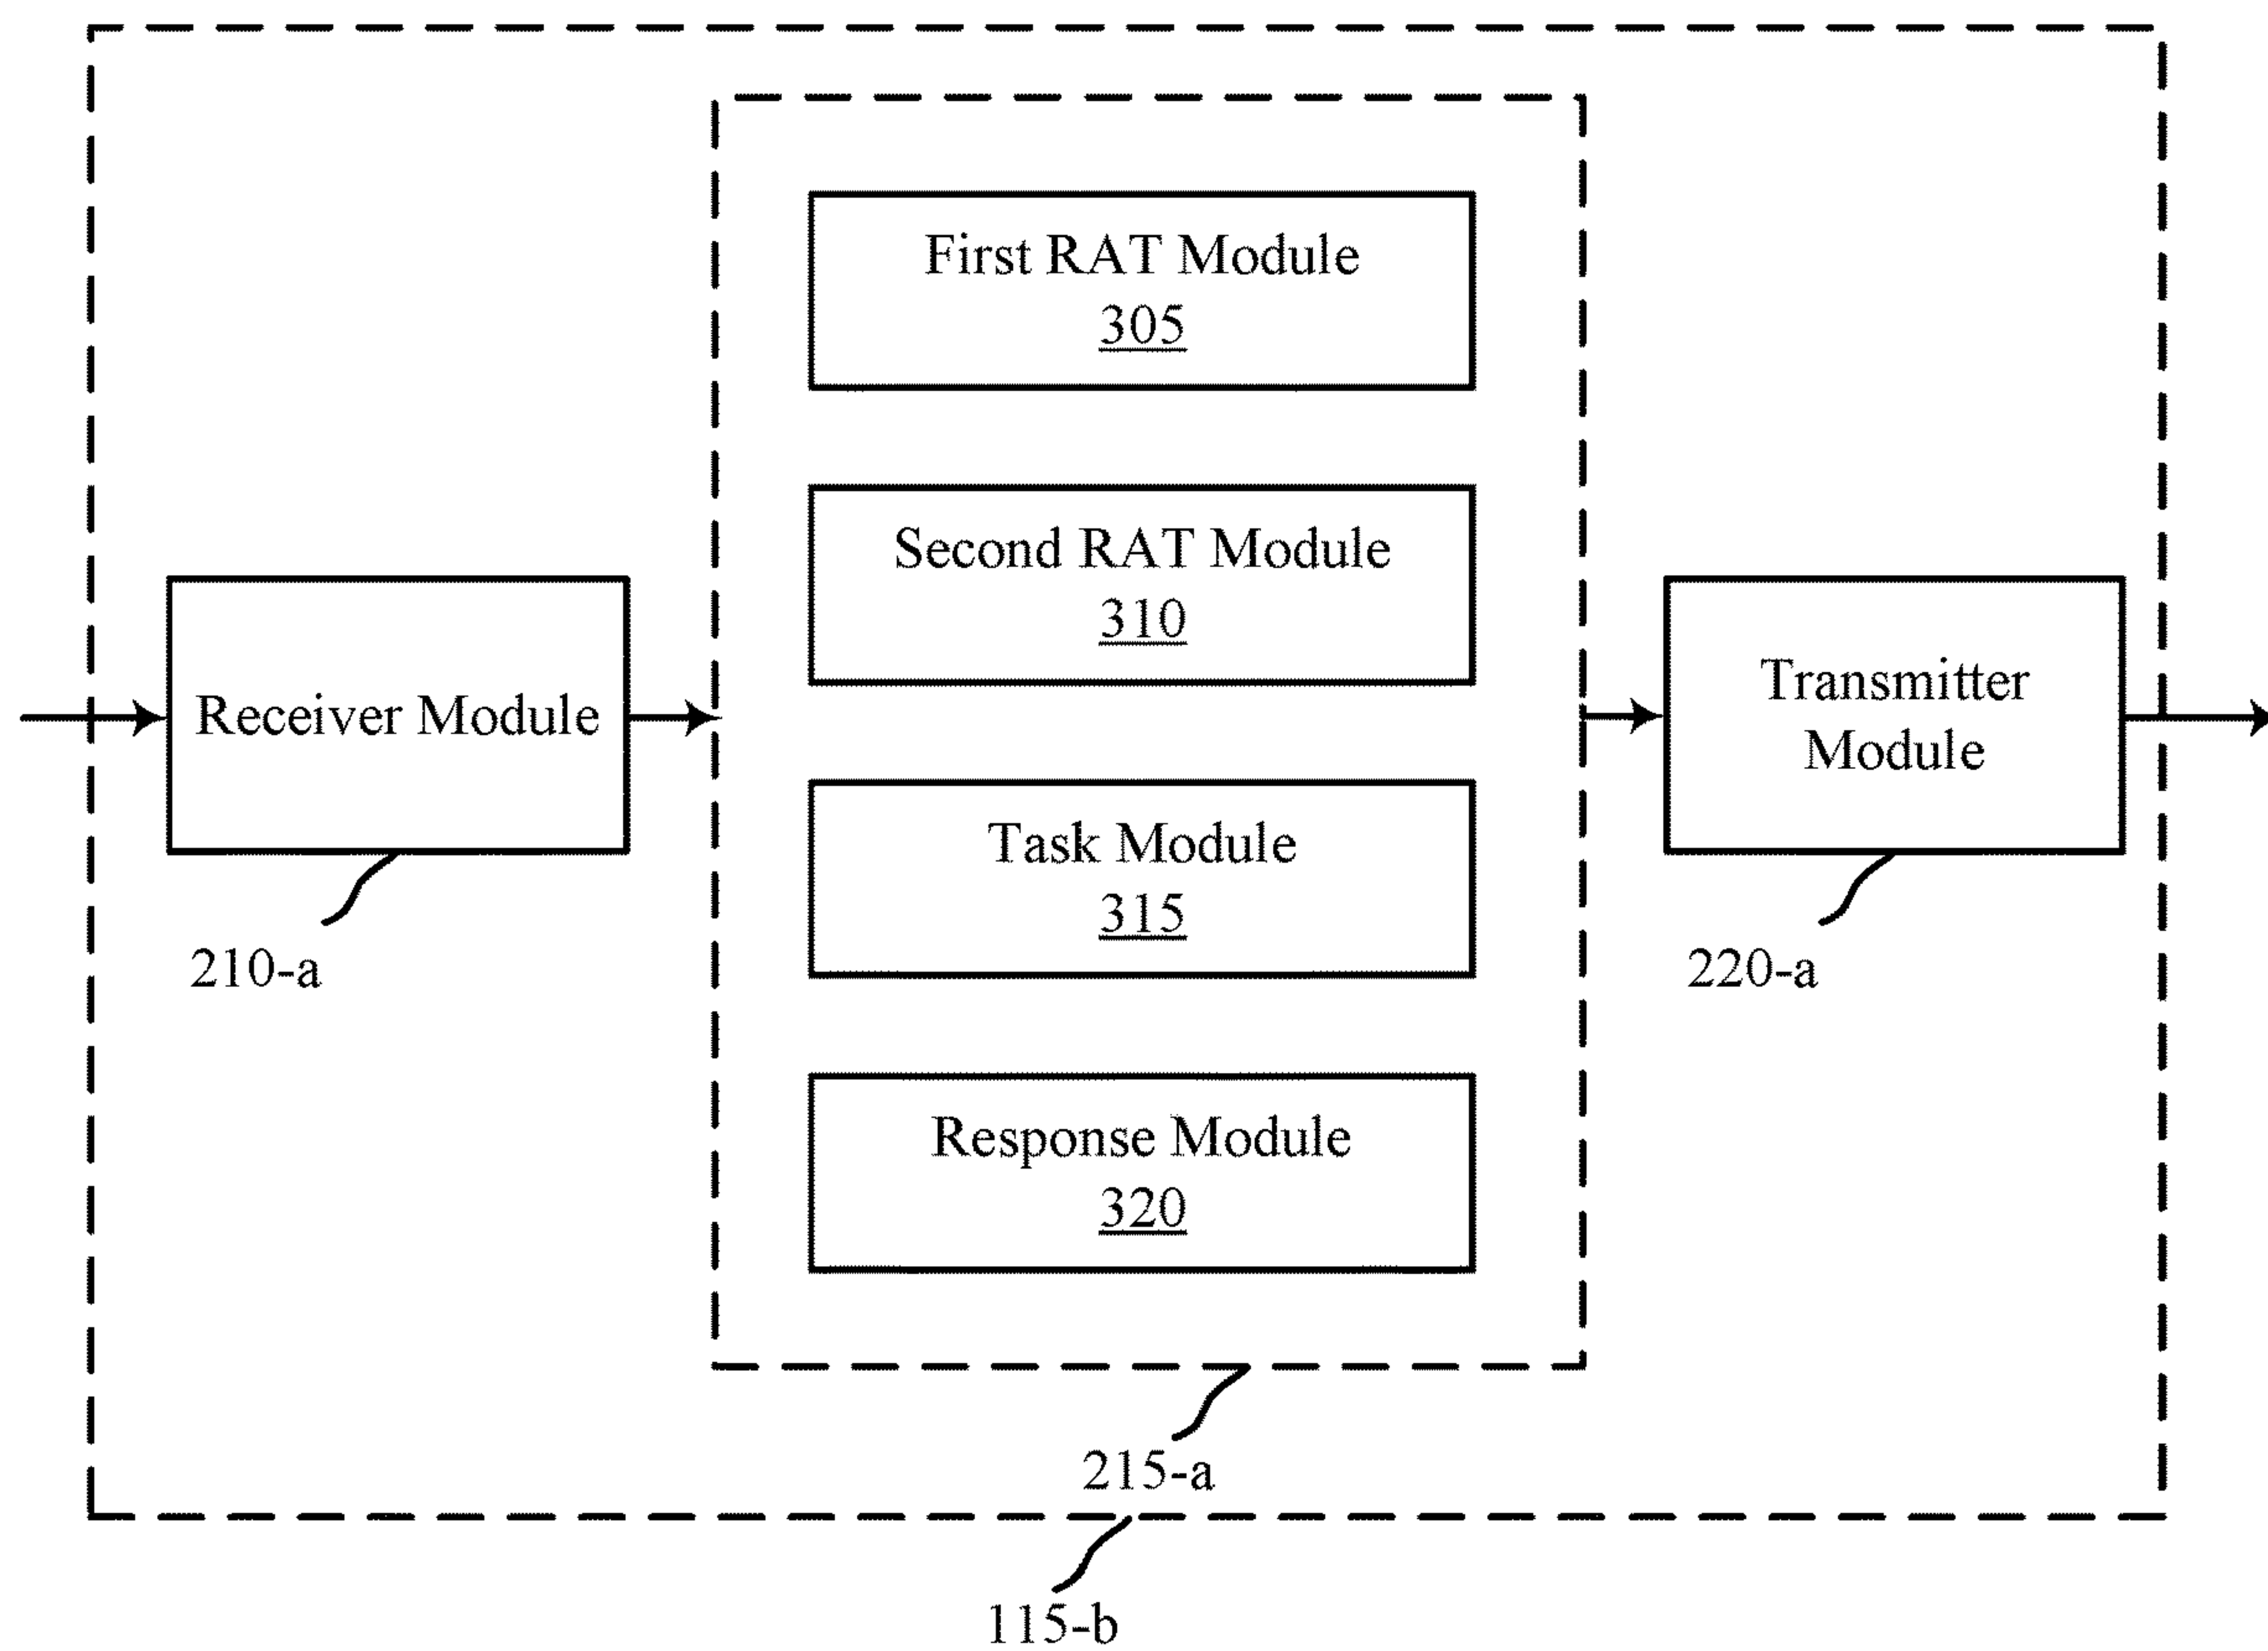 First RAT Module
305
Second RAT Module
310
Receiver Module
Transmitter
Module
Task Module
315
210-a
220-a
Response Module
320
215-a
115-b